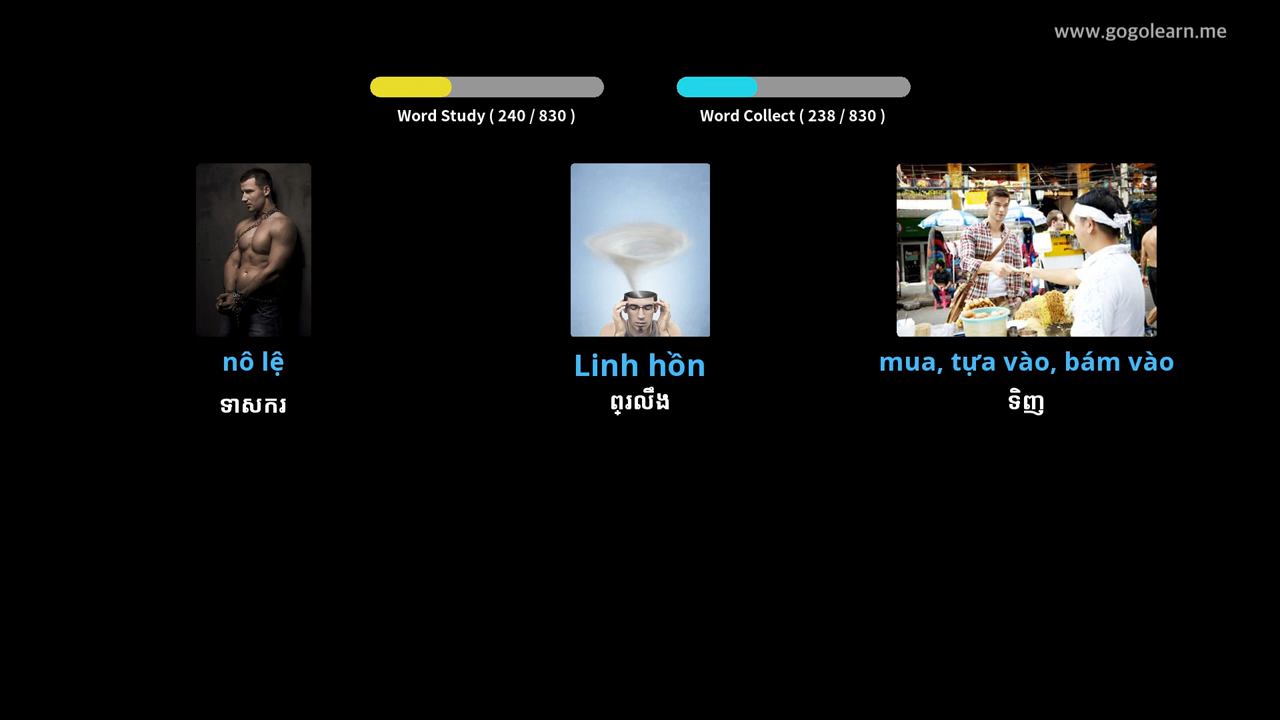 www.gogolearn.me
Word Study ( 240 / 830 )
Word Collect ( 238 / 830 )
nô lệ
Linh hồn
mua, tựa vào, bám vào
ទាសករ
ព្រលឹង
ទិញ